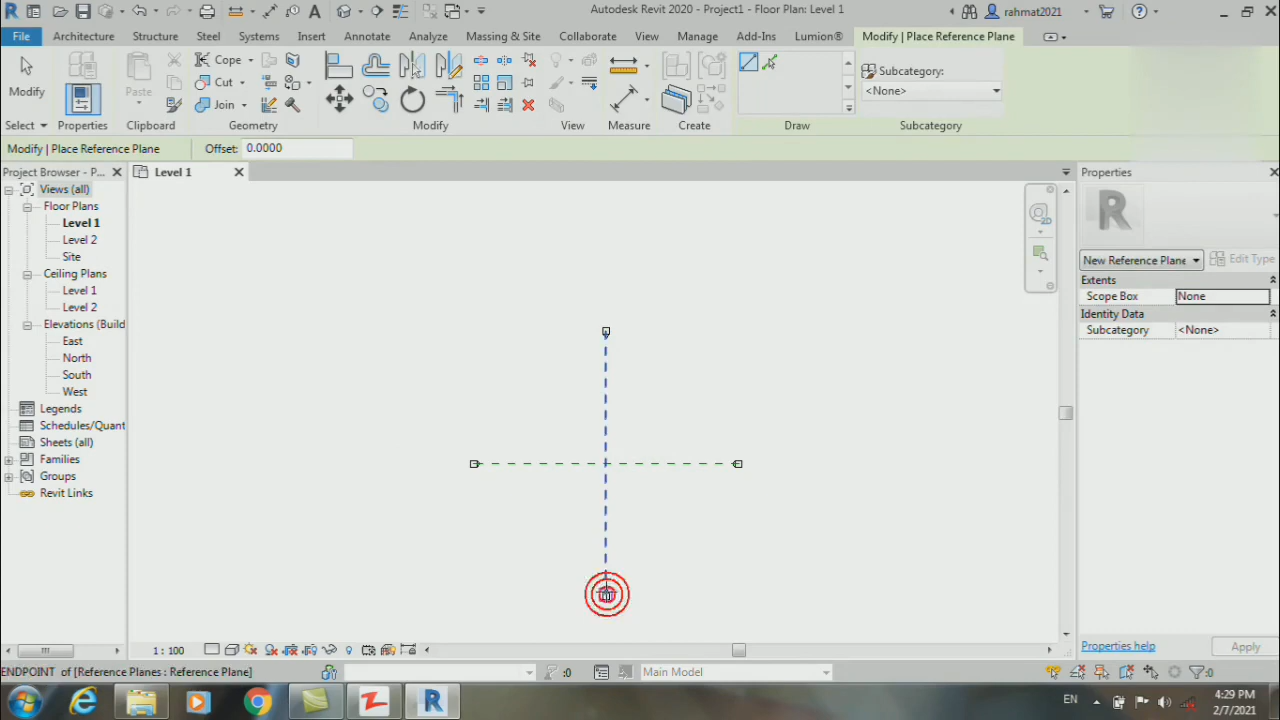 Autodesk Revit 2020 - Project1 - Floor Plan: Level 1
rahmat2021
File Architecture Structure Steel Systems Insert Annotate Analyze Massing & Site Collaborate View Manage Add-Ins Lumion® Modify | Place Reference Plane
Modify
Paste
Cope
Cut
Join
Subcategory:
<None>
Select Properties Clipboard Geometry Modify View Measure Create Draw Subcategory
Modify | Place Reference Plane Offset: 0.0000
Project Browser - P...
Level 1
Properties
Views (all)
Floor Plans
Level 1
Level 2
Site
Ceiling Plans
Level 1
Level 2
Elevations (Build
East
North
South
West
Legends
Schedules/Quant
Sheets (all)
Families
Groups
Revit Links
2D
R
New Reference Plane Edit Type
Extents
Scope Box None
Identity Data
Subcategory <None>
Properties help Apply
1 : 100
ENDPOINT of [Reference Planes : Reference Plane] :0 Main Model :0
EN 4:29 PM
2/7/2021